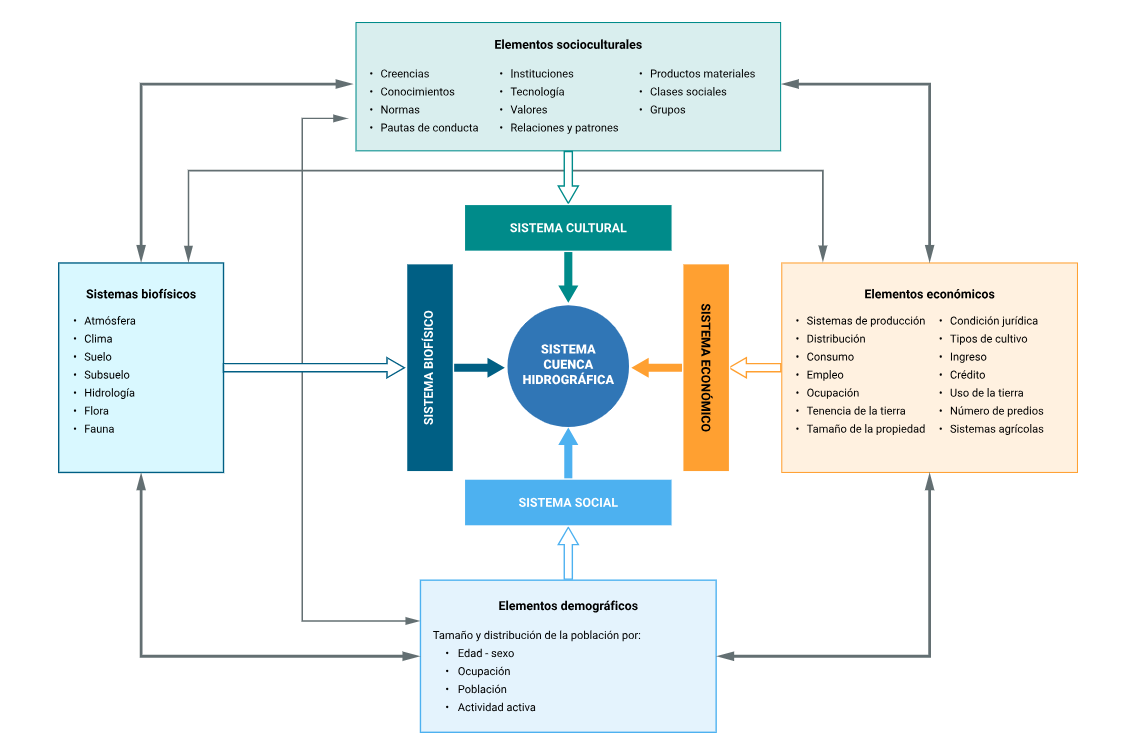 Elementos socioculturales
• Creencias
• Conocimientos
• Normas
• Pautas de conducta
• Instituciones
• Tecnología
• Valores
• Relaciones y patrones
• Productos materiales
• Clases sociales
• Grupos
SISTEMA CULTURAL
Sistemas biofísicos
• Atmósfera
• Clima
• Suelo
• Subsuelo
• Hidrología
• Flora
• Fauna
SISTEMA BIOFÍSICO
SISTEMA
CUENCA
HIDROGRÁFICA
SISTEMA ECONÓMICO
Elementos económicos
• Sistemas de producción
• Distribución
• Consumo
• Empleo
• Ocupación
• Tenencia de la tierra
• Tamaño de la propiedad
• Condición jurídica
• Tipos de cultivo
• Ingreso
• Crédito
• Uso de la tierra
• Número de predios
• Sistemas agrícolas
SISTEMA SOCIAL
Elementos demográficos
Tamaño y distribución de la población por:
• Edad - sexo
• Ocupación
• Población
• Actividad activa